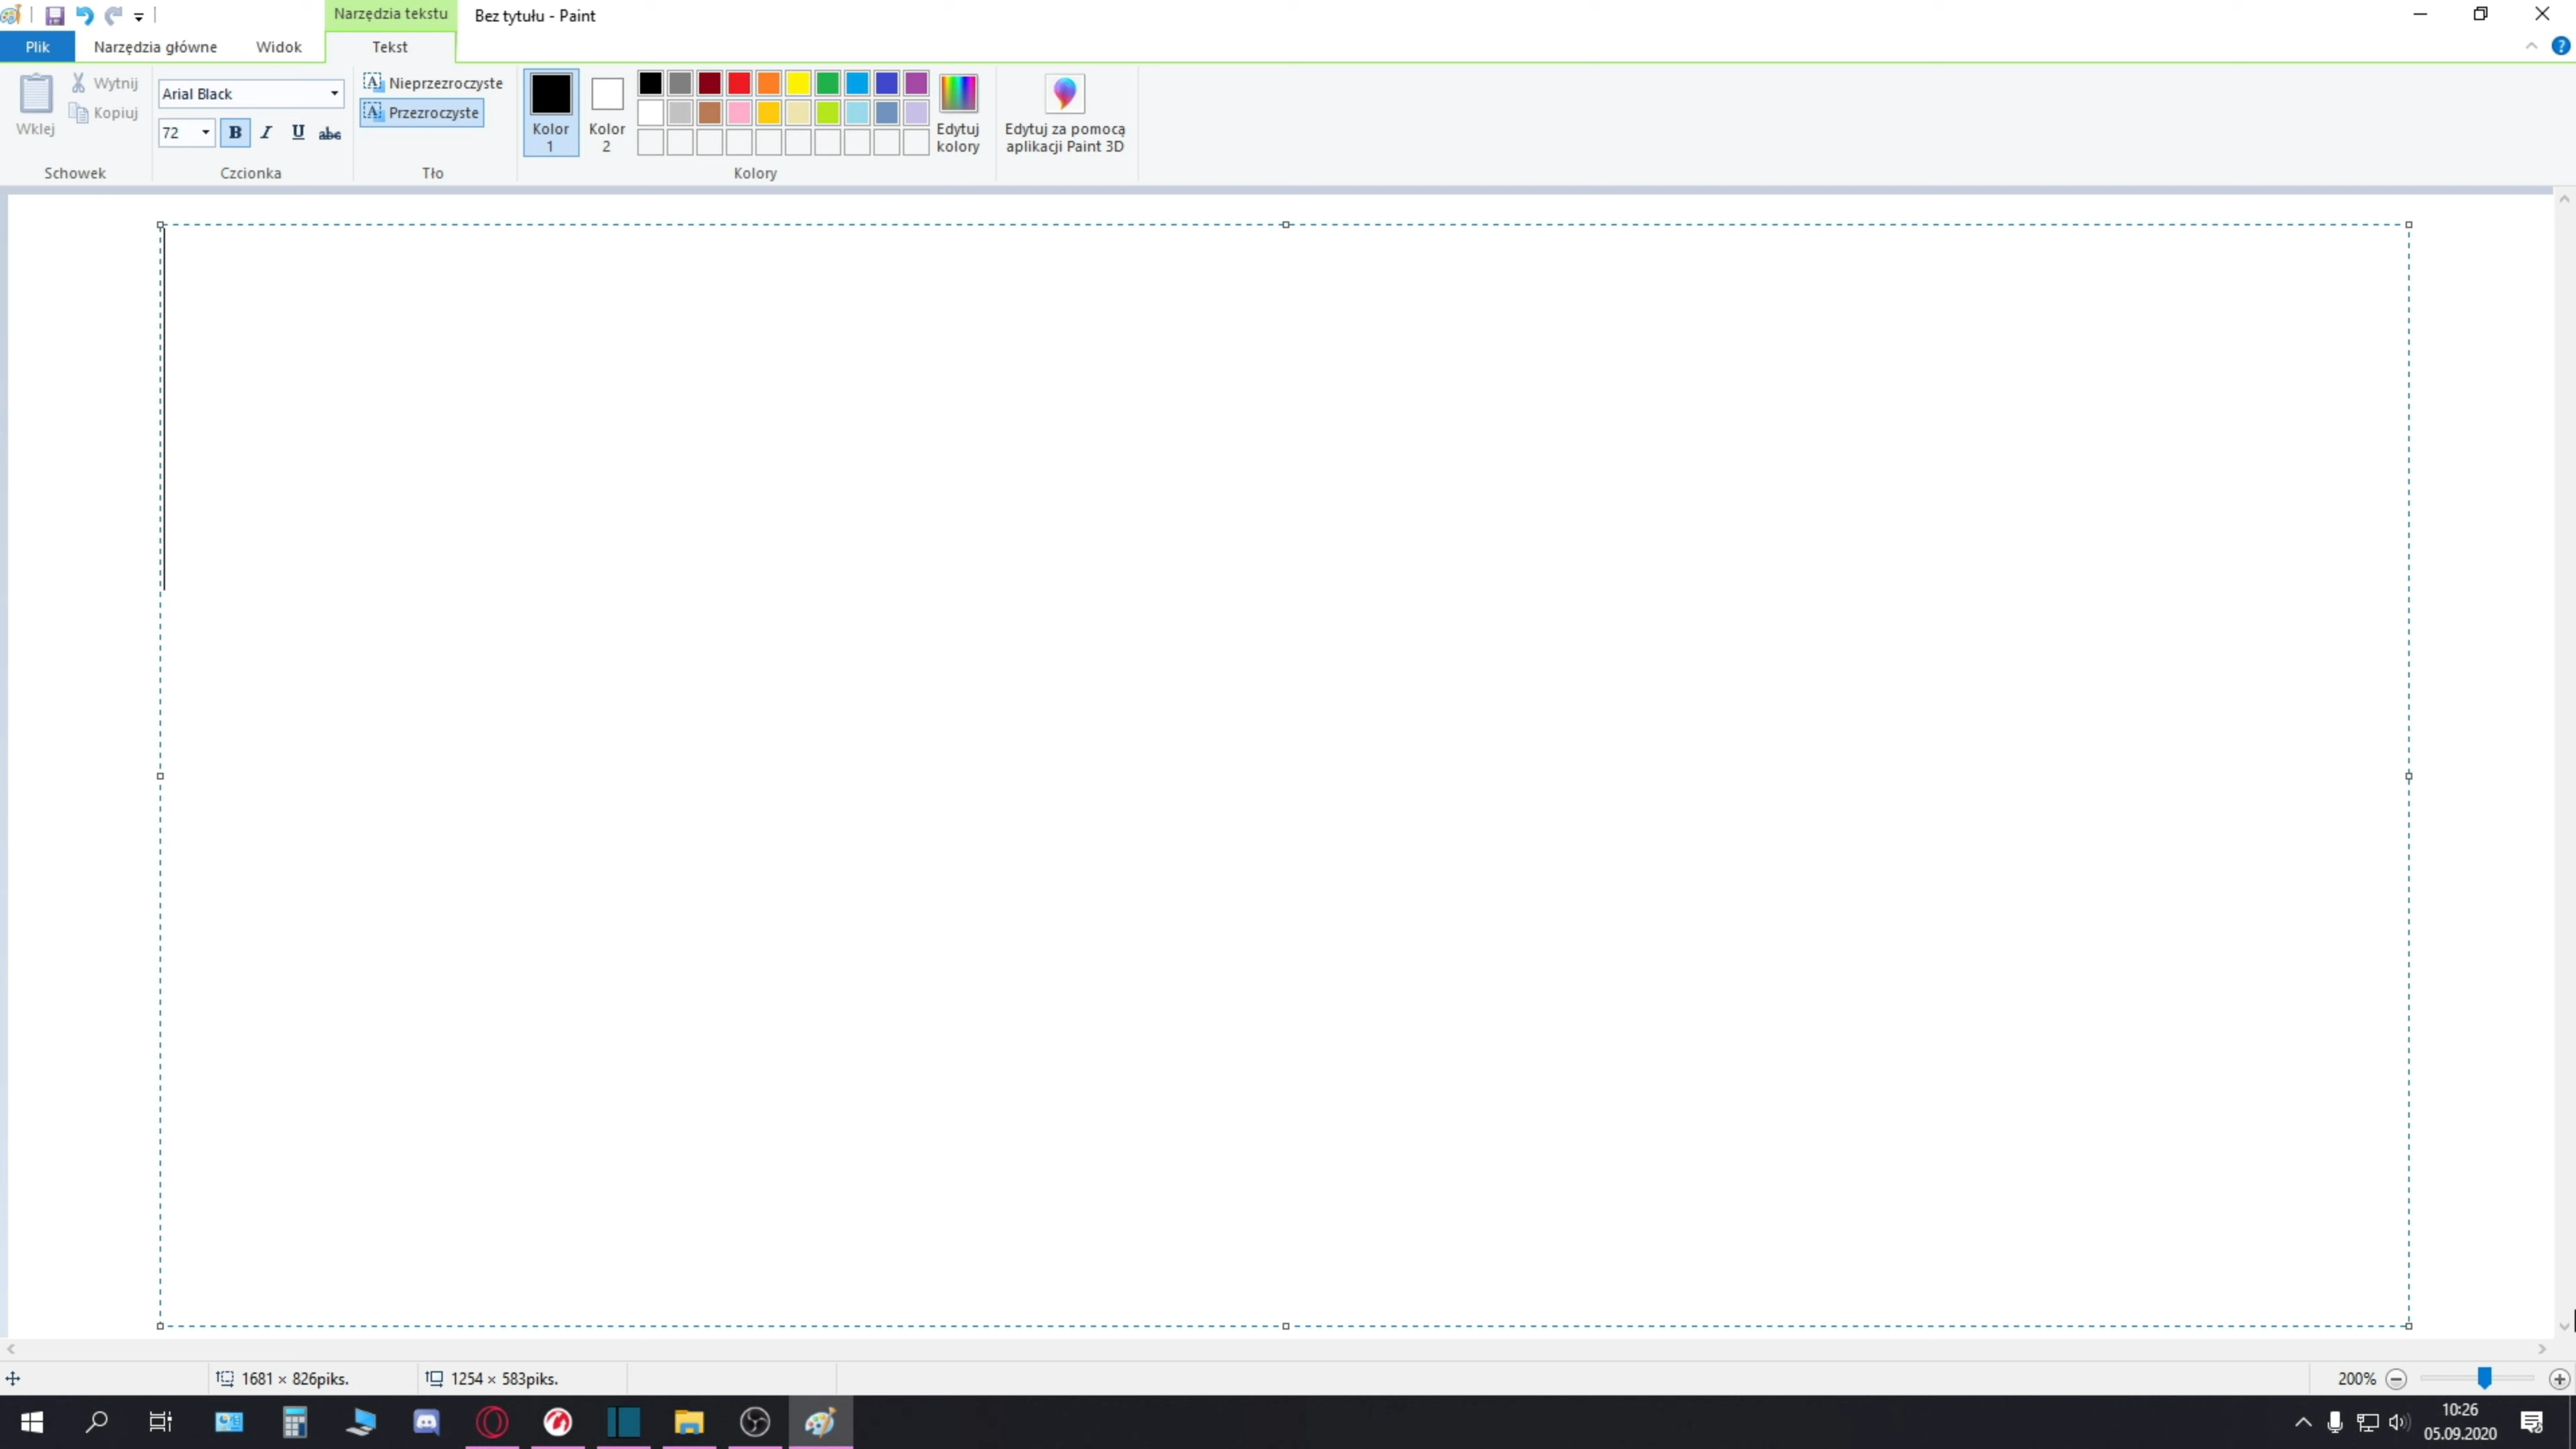 Narzędzia tekstu
Bez tytułu - Paint
Plik
Narzędzia główne
Widok
Tekst
Wklej
Wytnij
Kopiuj
Schowek
Arial Black
72
B I U abc
Czcionka
Nieprzezroczyste
Przezroczyste
Tło
Kolor
1
Kolor
2
Edytuj
kolory
Kolory
Edytuj za pomocą
aplikacji Paint 3D
1681 × 826piks.
1254 × 583piks.
200%
10:26
05.09.2020